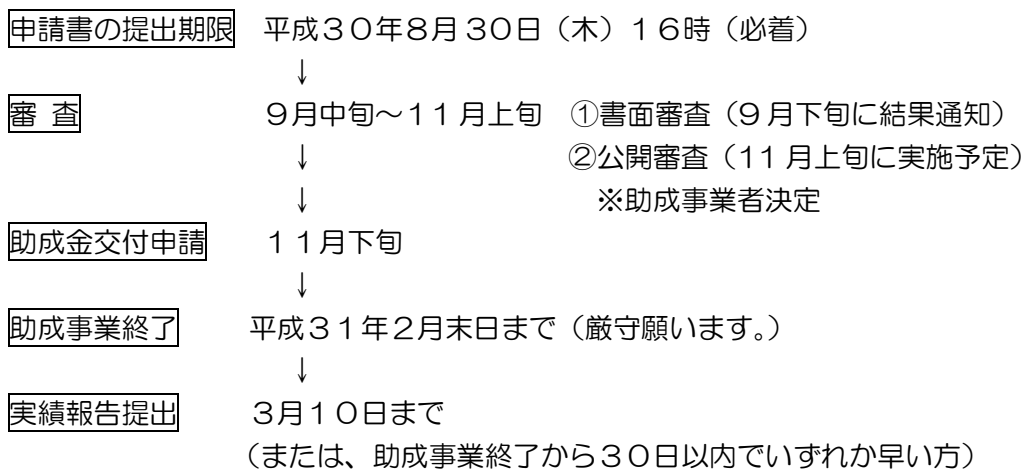 申請書の提出期限　平成３０年８月３０日（木）１６時（必着）
↓
審 査　９月中旬～１１月上旬　①書面審査（９月下旬に結果通知）
↓　②公開審査（11 月上旬に実施予定）
↓　※助成事業者決定
助成金交付申請　１１月下旬
↓
助成事業終了　平成３１年２月末日まで（厳守願います。）
↓
実績報告提出　３月１０日まで
（または、助成事業終了から３０日以内でいずれか早い方）